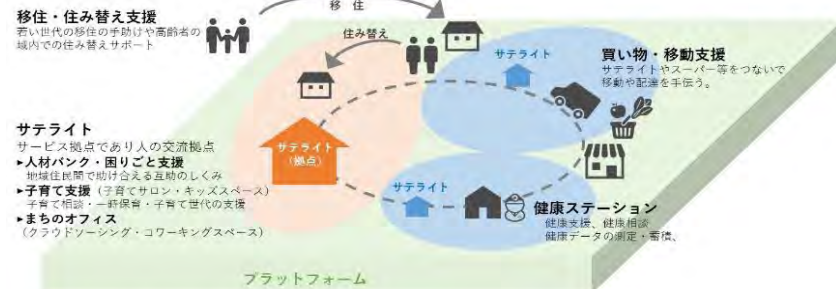 移住・住み替え支援
若い世代の移住の手助けや高齢者の
域内での住み替えサポート
移 住
住み替え
サテライト
買い物・移動支援
サテライトやスーパー等をつないで
移動や配達を手伝う。
サテライト
サービス拠点であり人の交流拠点
▸人材バンク・困りごと支援
地域住民間で助け合える互助のしくみ
▸子育て支援(子育てサロン・キッズスペース)
子育て相談・一時保育・子育て世代の支援
▸まちのオフィス
(クラウドソーシング・コワーキングスペース)
サテライト
(拠点)
サテライト
健康ステーション
健康支援、健康相談
健康データの測定・蓄積、
プラットフォーム